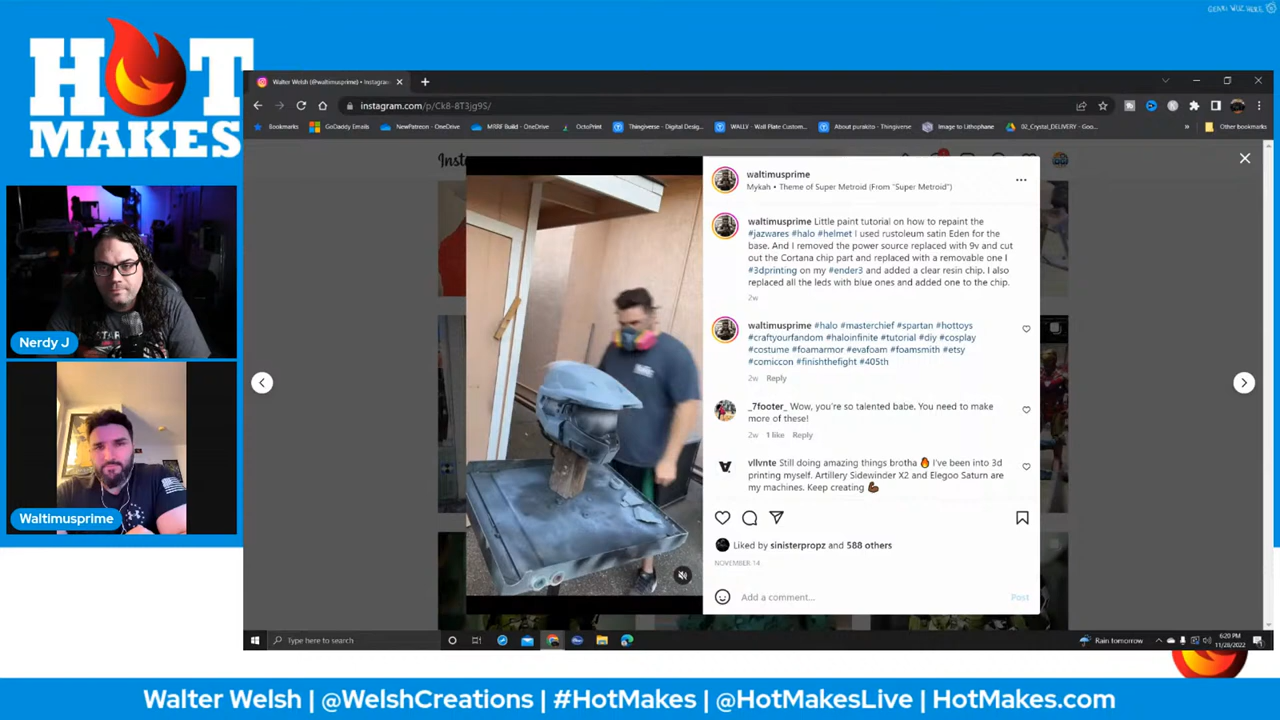 HOT
MAKES
Walter Welsh (@waltimusprime) • Instagram
instagram.com/p/Ck8-8T3jg9S/
Bookmarks
GoDaddy Emails
NewPatreon - OneDrive
MRRF Build - OneDrive
OctoPrint
Thingiverse - Digital Desig...
WALLY - Wall Plate Custom...
About purakito - Thingiverse
Image to Lithophane
02_Crystal_DELIVERY - Goo...
Other bookmarks
waltimusprime
Mykah • Theme of Super Metroid (From "Super Metroid")
waltimusprime Little paint tutorial on how to repaint the
#jazwares #halo #helmet I used rustoleum satin Eden for the
base. And I removed the power source replaced with 9v and cut
out the Cortana chip part and replaced with a removable one I
#3dprinting on my #ender3 and added a clear resin chip. I also
replaced all the leds with blue ones and added one to the chip.
2w
waltimusprime #halo #masterchief #spartan #hottoys
#craftyourfandom #haloinfinite #tutorial #diy #cosplay
#costume #foamarmor #evafoam #foamsmith #etsy
#comiccon #finishthefight #405th
2w Reply
_7footer_ Wow, you're so talented babe. You need to make
more of these!
2w 1 like Reply
vllvnte Still doing amazing things brotha 🔥 I've been into 3d
printing myself. Artillery Sidewinder X2 and Elegoo Saturn are
my machines. Keep creating 💪🏿
Liked by sinisterpropz and 588 others
NOVEMBER 14
Add a comment...
Post
Nerdy J
Waltimusprime
Type here to search
Rain tomorrow
6:20 PM
11/28/2022
Walter Welsh | @WelshCreations | #HotMakes | @HotMakesLive | HotMakes.com